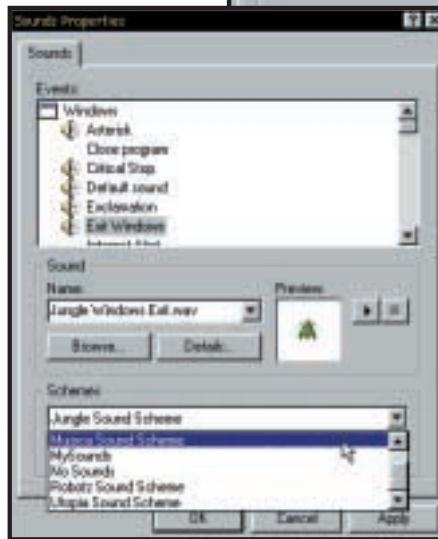 Sounds Properties
Sounds
Events:
Windows
Asterisk
Close program
Critical Stop
Default sound
Exclamation
Exit Windows
Sound
Name:
Preview:
Jungle Windows Exit.wav
Browse...
Details...
Schemes
Jungle Sound Scheme
Musica Sound Scheme
MySounds
No Sounds
Robotz Sound Scheme
Utopia Sound Scheme
OK
Cancel
Apply